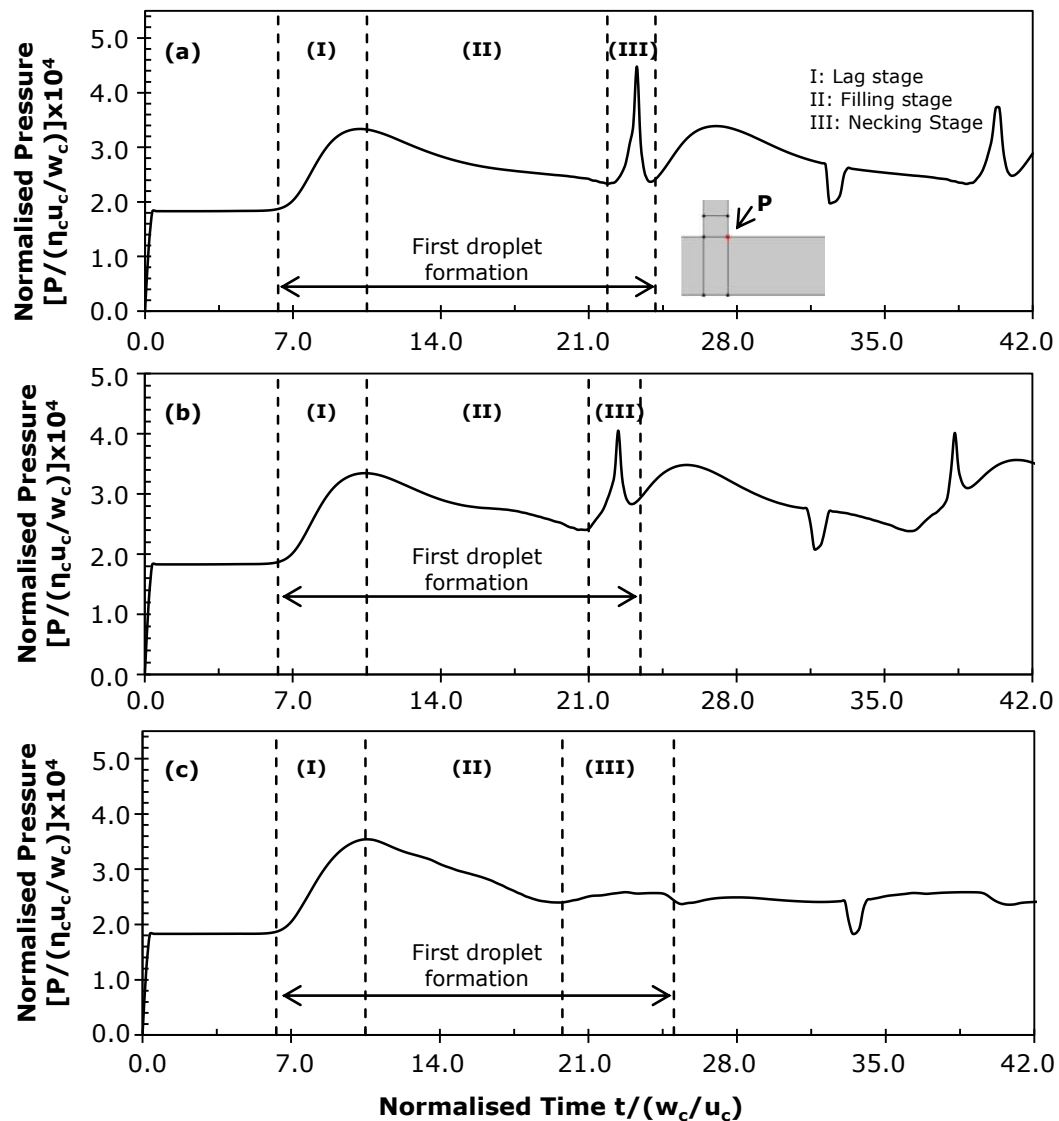 Normalised Pressure
[P/(ηcuc/wc)]x10⁴
5.0
4.0
3.0
2.0
1.0
0.0
(a)
(I)
(II)
(III)
I: Lag stage
II: Filling stage
III: Necking Stage
P
First droplet
formation
0.0 7.0 14.0 21.0 28.0 35.0 42.0
Normalised Pressure
[P/(ηcuc/wc)]x10⁴
5.0
4.0
3.0
2.0
1.0
0.0
(b)
(I)
(II)
(III)
First droplet
formation
0.0 7.0 14.0 21.0 28.0 35.0 42.0
Normalised Pressure
[P/(ηcuc/wc)]x10⁴
5.0
4.0
3.0
2.0
1.0
0.0
(c)
(I)
(II)
(III)
First droplet
formation
0.0 7.0 14.0 21.0 28.0 35.0 42.0
Normalised Time t/(wc/uc)